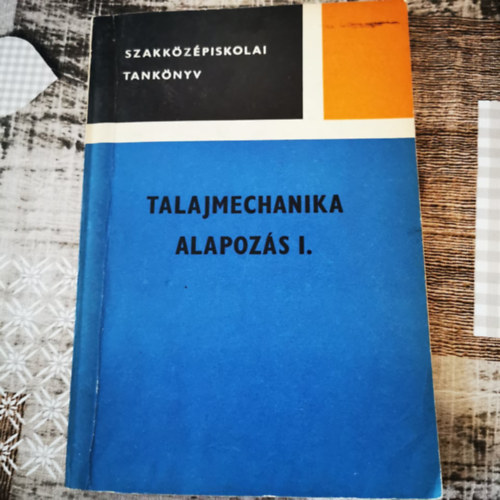 SZAKKÖZÉPISKOLAI
TANKÖNYV
TALAJMECHANIKA
ALAPOZÁS I.